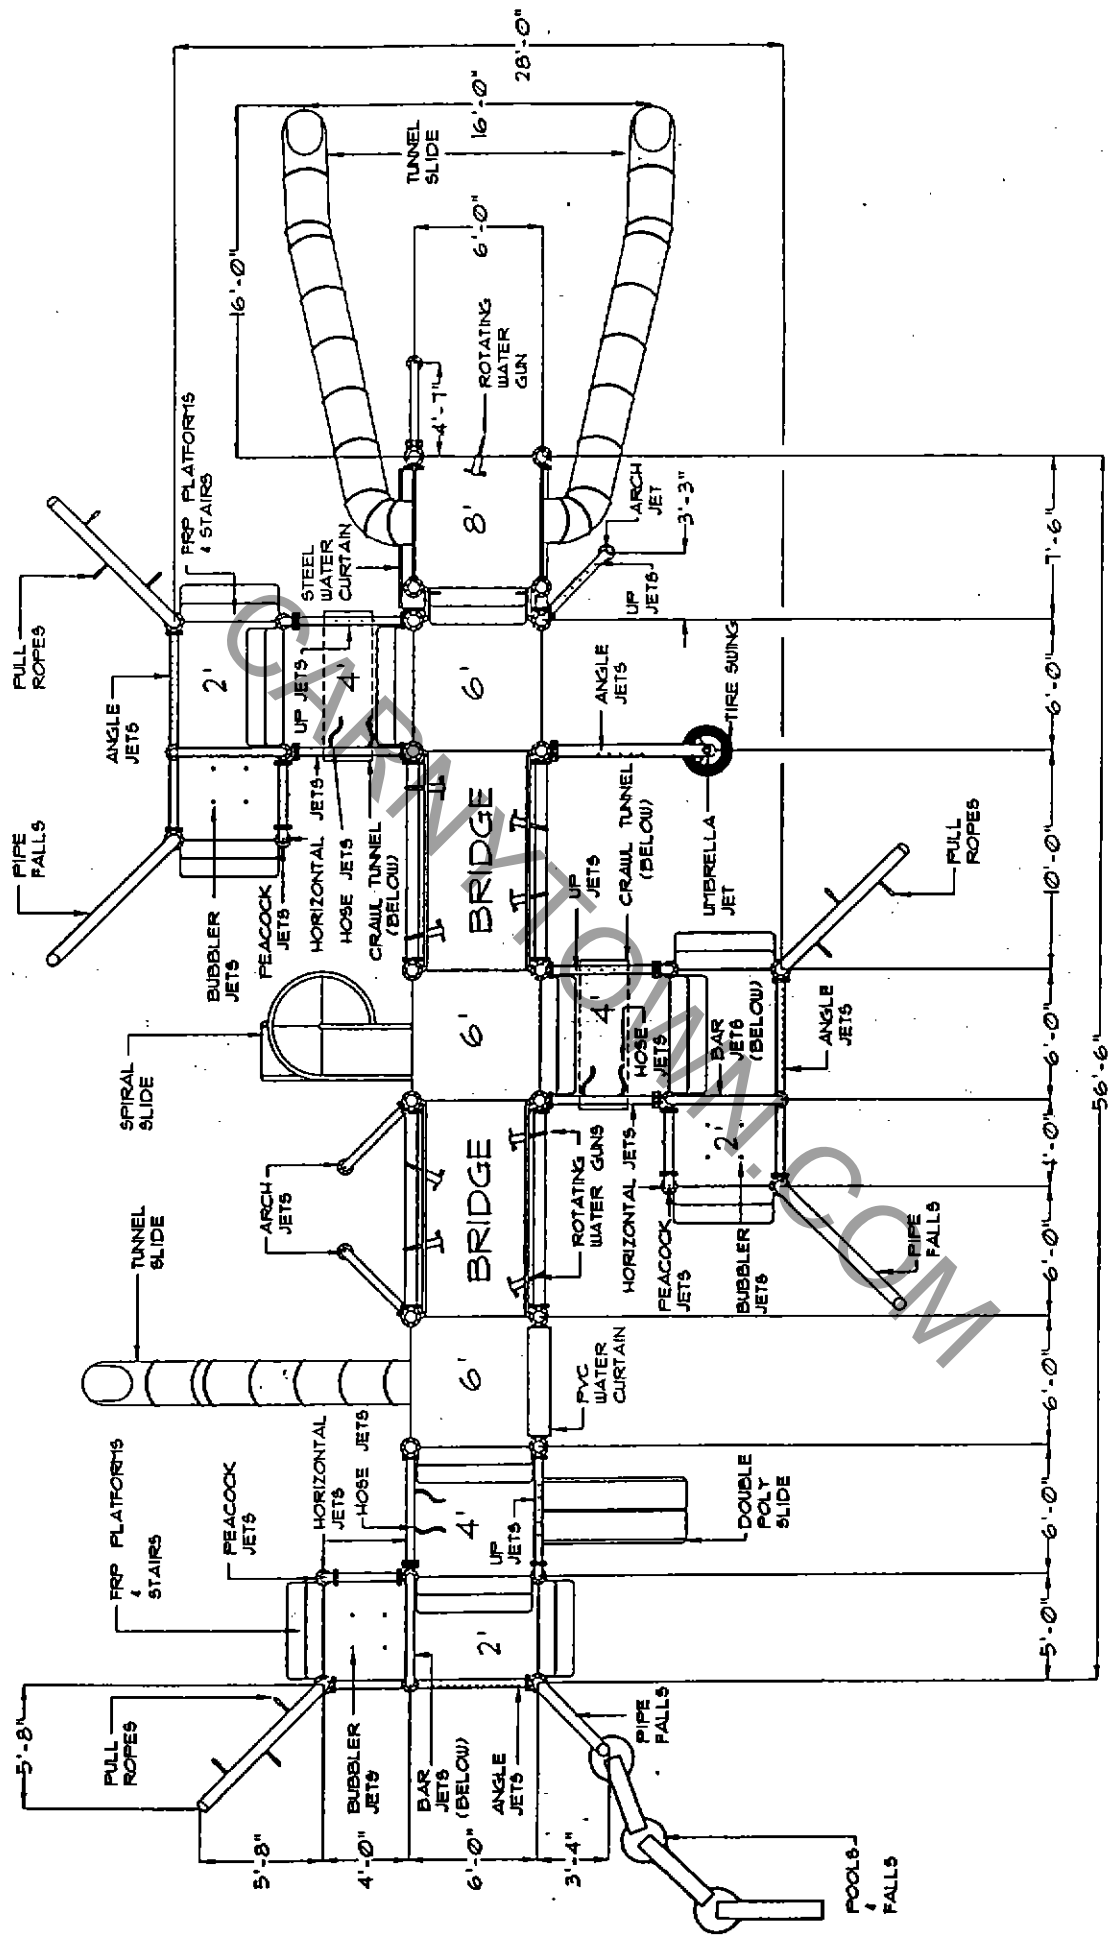 5'-8"
PULL
ROPES
5'-8"
4'-0"
6'-0"
3'-4"
BUBBLER
JETS
BAR
JETS
(BELOW)
ANGLE
JETS
PIPE
FALLS
POOLS
&
FALLS
FRP PLATFORMS
&
STAIRS
PEACOCK
JETS
HORIZONTAL
JETS
HOSE JETS
2'
4'
UP
JETS
DOUBLE
POLY
SLIDE
TUNNEL
SLIDE
6'
PVC
WATER
CURTAIN
ARCH
JETS
BRIDGE
ROTATING
WATER GUNS
HORIZONTAL JETS
PEACOCK
JETS
BUBBLER
JETS
PIPE
FALLS
SPIRAL
SLIDE
6'
4'
HOSE
JETS
2'
BAR
JETS
(BELOW)
ANGLE
JETS
UP
JETS
CRAWL TUNNEL
(BELOW)
PULL
ROPES
PIPE
FALLS
BUBBLER
JETS
PEACOCK
JETS
HORIZONTAL JETS
HOSE JETS
CRAWL TUNNEL
(BELOW)
BRIDGE
UMBRELLA
JET
TIRE SWING
ANGLE
JETS
PULL
ROPES
ANGLE
JETS
2'
UP JETS
4'
6'
ANGLE
JETS
UP
JETS
ARCH
JET
3'-3"
FRP PLATFORMS
& STAIRS
STEEL
WATER
CURTAIN
8'
4'-7"
ROTATING
WATER
GUN
6'-0"
TUNNEL
SLIDE
16'-0"
16'-0"
28'-0"
5'-0"
6'-0"
6'-0"
6'-0"
4'-0"
6'-0"
10'-0"
6'-0"
7'-6"
56'-6"
CARNYTOWN.COM